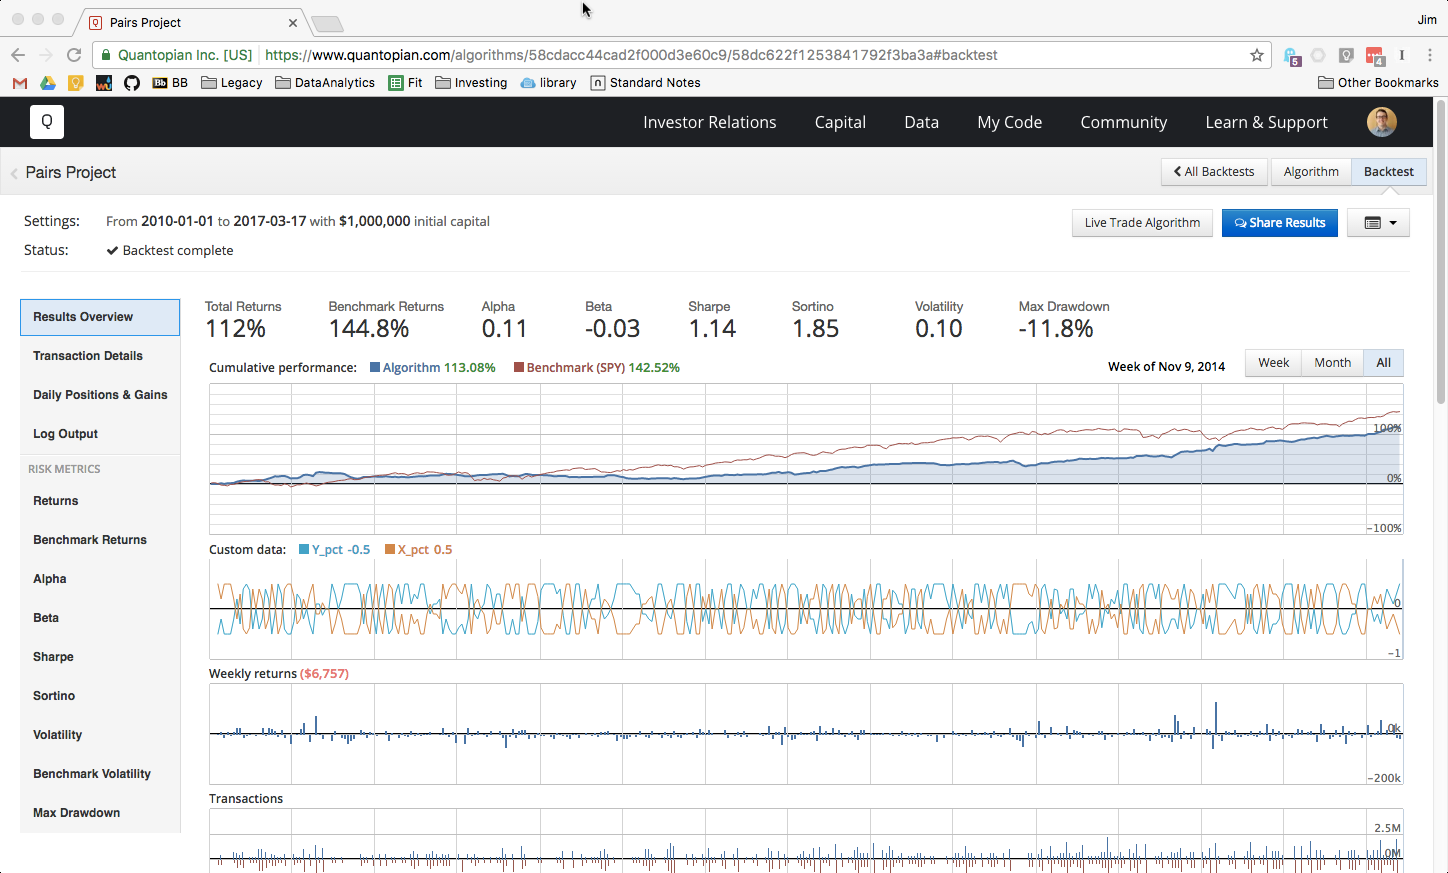 Pairs Project
Jim
Quantopian Inc. [US] https://www.quantopian.com/algorithms/58cdacc44cad2f000d3e60c9/58dc622f1253841792f3ba3a#backtest
5 4 I
wu Bb BB Legacy DataAnalytics Fit Investing library n Standard Notes Other Bookmarks
Q Investor Relations Capital Data My Code Community Learn & Support
Pairs Project All Backtests Algorithm Backtest
Settings: From 2010-01-01 to 2017-03-17 with $1,000,000 initial capital
Live Trade Algorithm Share Results
Status: Backtest complete
Results Overview
Transaction Details
Daily Positions & Gains
Log Output
RISK METRICS
Returns
Benchmark Returns
Alpha
Beta
Sharpe
Sortino
Volatility
Benchmark Volatility
Max Drawdown
Total Returns Benchmark Returns Alpha Beta Sharpe Sortino Volatility Max Drawdown
112% 144.8% 0.11 -0.03 1.14 1.85 0.10 -11.8%
Cumulative performance: Algorithm 113.08% Benchmark (SPY) 142.52% Week of Nov 9, 2014 Week Month All
100%
0%
-100%
Custom data: Y_pct -0.5 X_pct 0.5
0
-1
Weekly returns ($6,757)
0k
-200k
Transactions
2.5M
0M